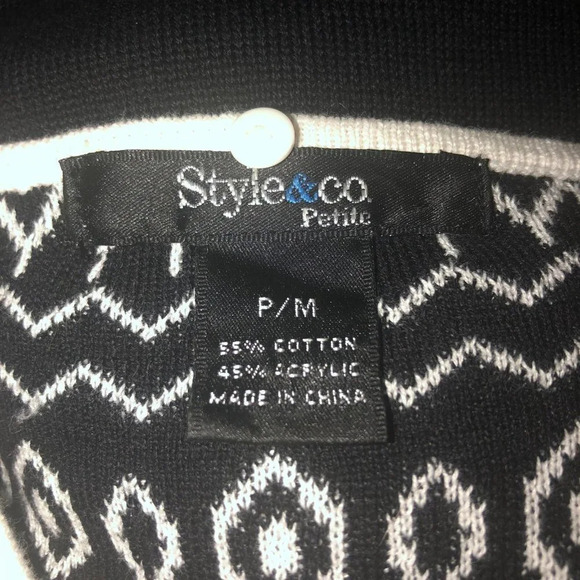 Style&co.
Petite
P/M
55% COTTON
45% ACRYLIC
MADE IN CHINA